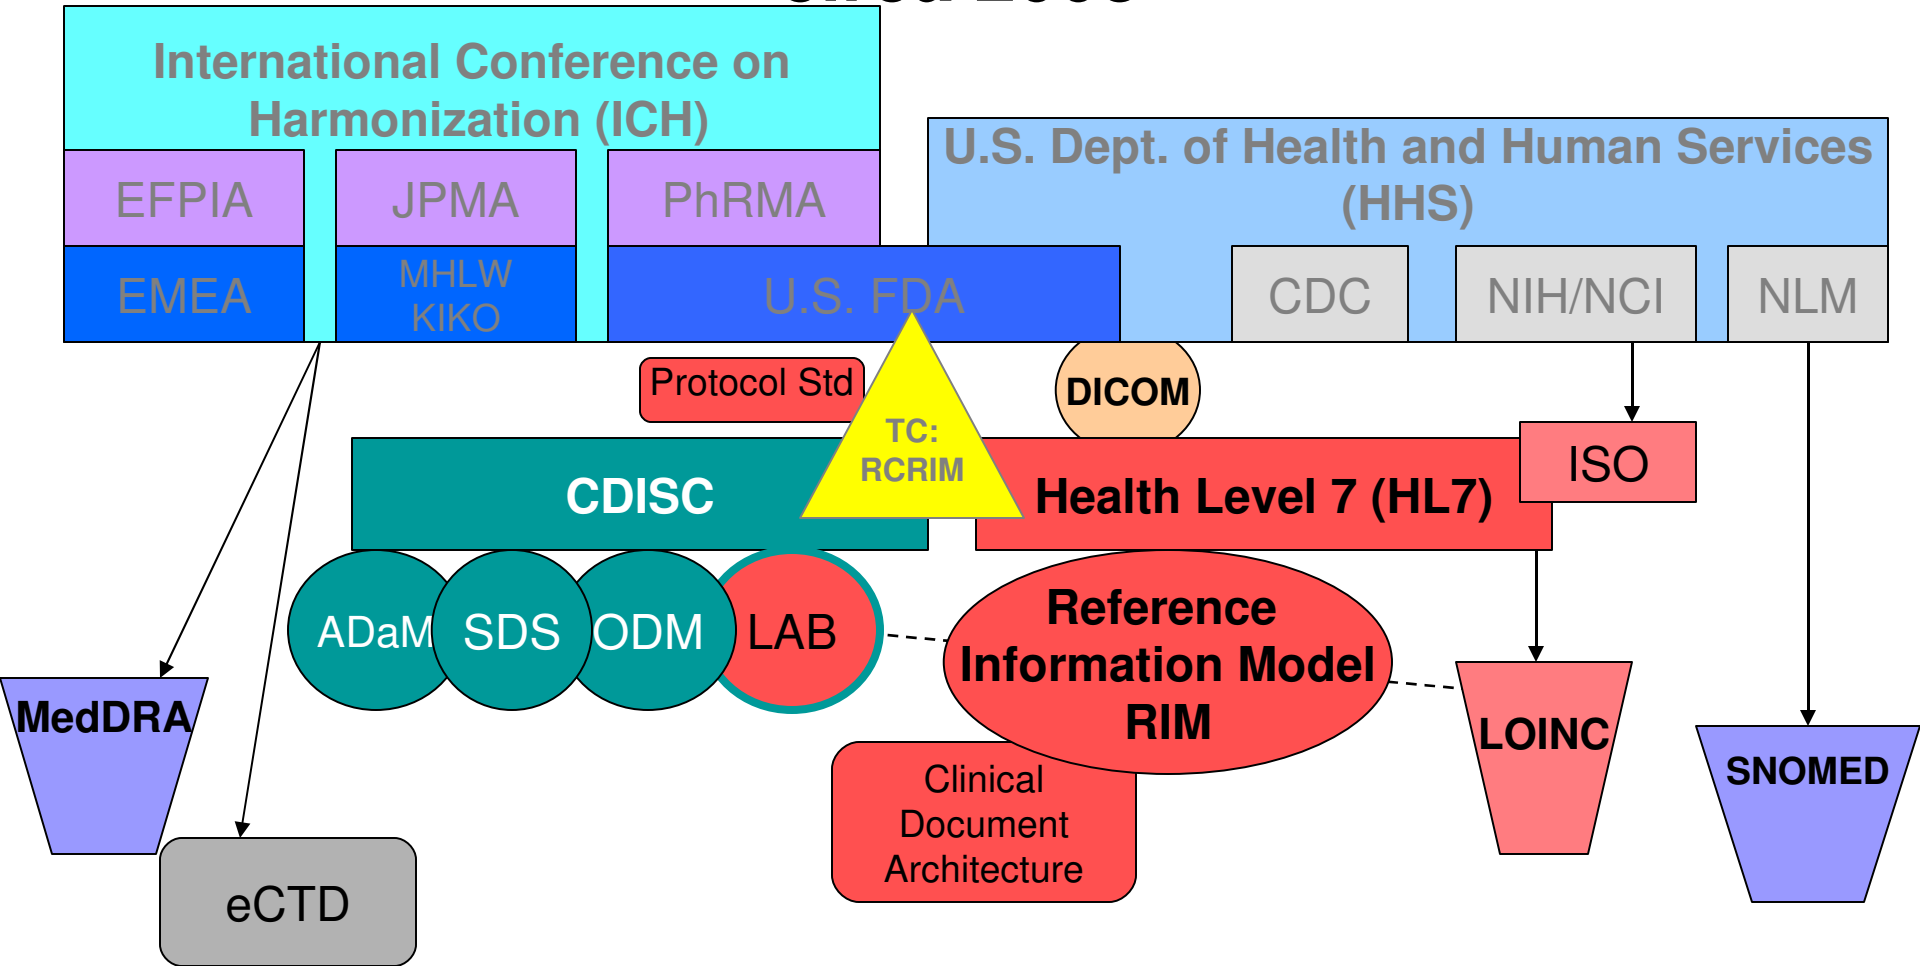 International Conference on
Harmonization (ICH)
U.S. Dept. of Health and Human Services
(HHS)
EFPIA
JPMA
PhRMA
EMEA
MHLW
KIKO
U.S. FDA
CDC
NIH/NCI
NLM
Protocol Std
DICOM
TC:
RCRIM
CDISC
Health Level 7 (HL7)
ISO
ADaM
SDS
ODM
LAB
Reference
Information Model
RIM
MedDRA
LOINC
SNOMED
Clinical
Document
Architecture
eCTD